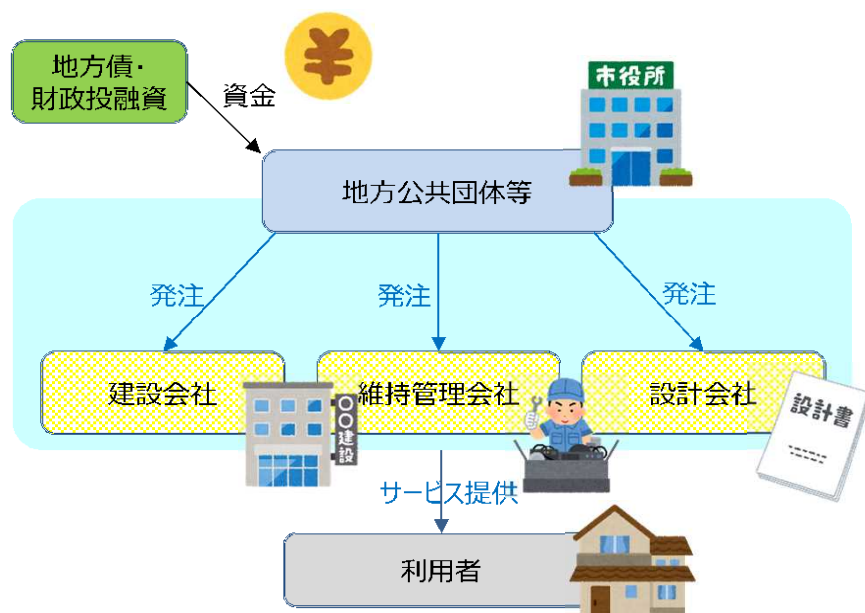 地方債・
財政投融資
資金
¥
市役所
地方公共団体等
発注
発注
発注
建設会社
維持管理会社
設計会社
〇〇建設
設計書
サービス提供
利用者